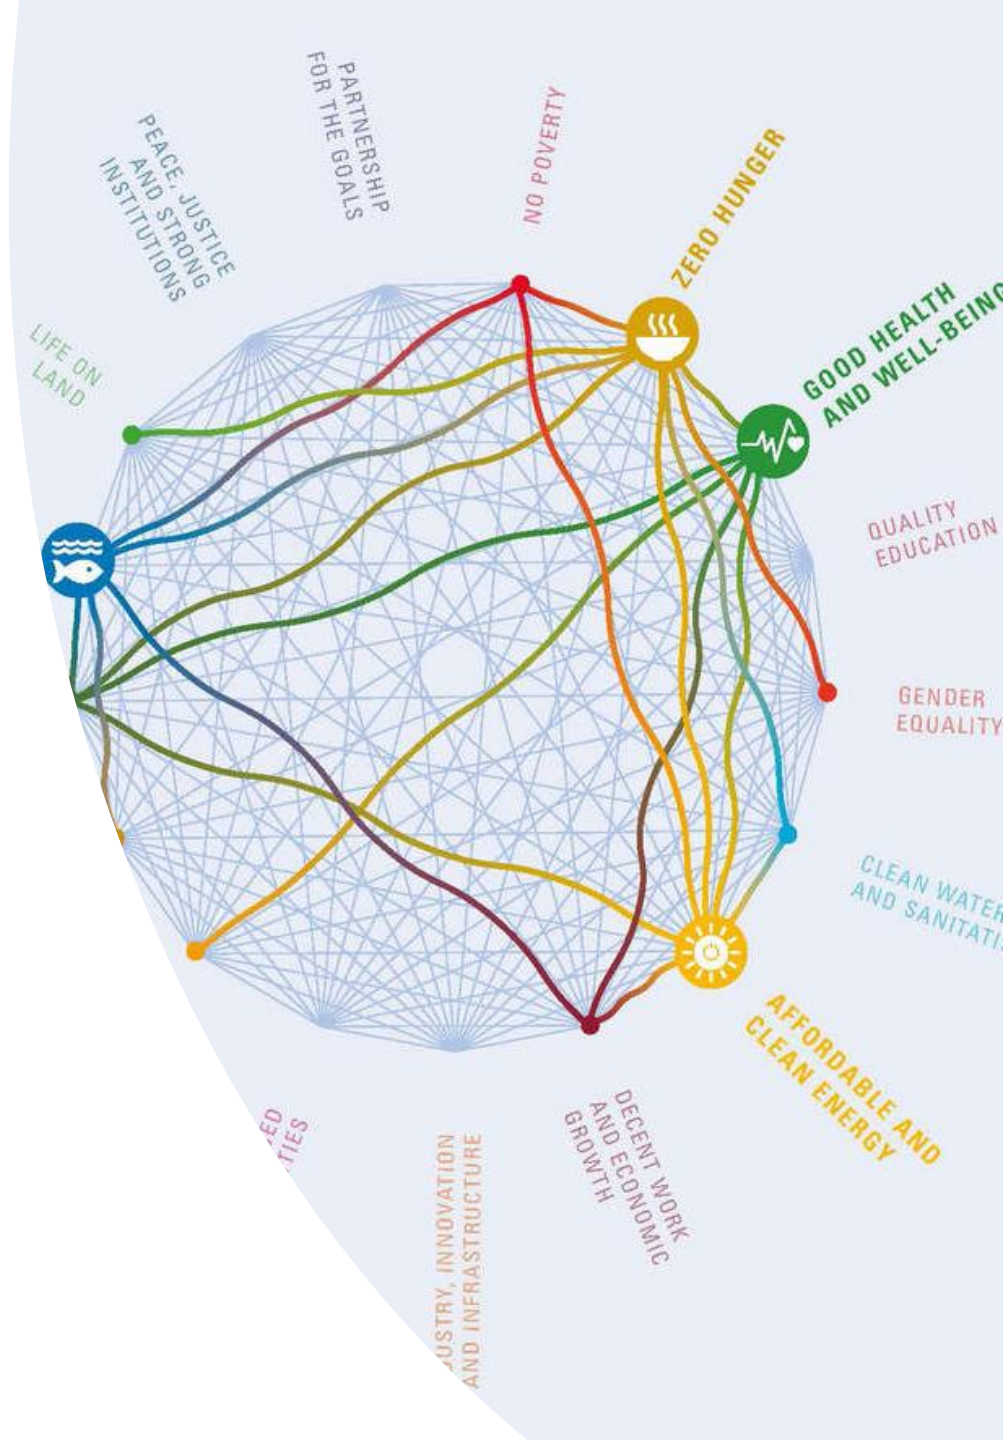 PARTNERSHIP
FOR THE GOALS
NO POVERTY
ZERO HUNGER
GOOD HEALTH
AND WELL-BEING
QUALITY
EDUCATION
GENDER
EQUALITY
CLEAN WATER
AND SANITATI
AFFORDABLE AND
CLEAN ENERGY
DECENT WORK
AND ECONOMIC
GROWTH
USTRY, INNOVATION
AND INFRASTRUCTURE
ED
TIES
LIFE ON
LAND
PEACE, JUSTICE
AND STRONG
INSTITUTIONS